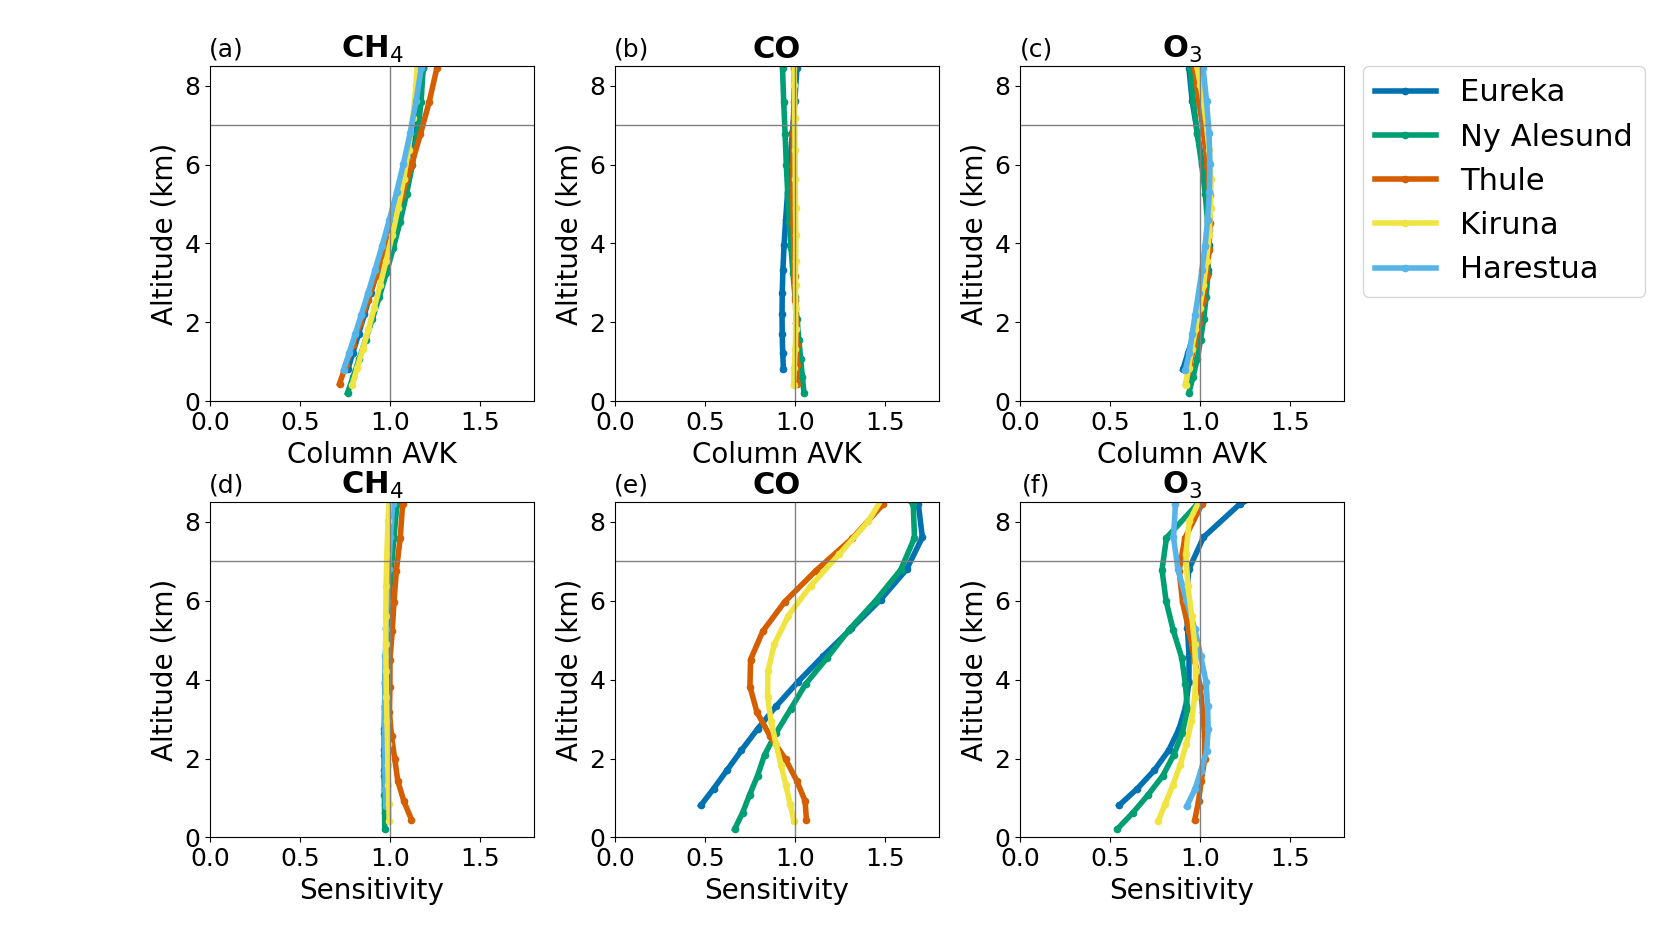 (a) CH₄ (b) CO (c) O₃
8 8 8
6 6 6
4 4 4
2 2 2
0 0 0
Altitude (km) Altitude (km) Altitude (km)
0.0 0.5 1.0 1.5 0.0 0.5 1.0 1.5 0.0 0.5 1.0 1.5
Column AVK Column AVK Column AVK
Eureka
Ny Alesund
Thule
Kiruna
Harestua
(d) CH₄ (e) CO (f) O₃
8 8 8
6 6 6
4 4 4
2 2 2
0 0 0
Altitude (km) Altitude (km) Altitude (km)
0.0 0.5 1.0 1.5 0.0 0.5 1.0 1.5 0.0 0.5 1.0 1.5
Sensitivity Sensitivity Sensitivity